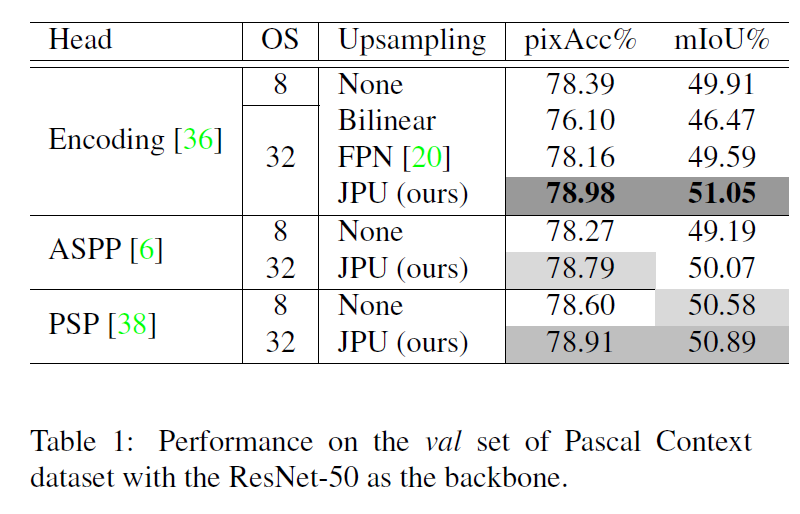 Head OS Upsampling pixAcc% mIoU%
8 None 78.39 49.91
Bilinear 76.10 46.47
Encoding [36] 32 FPN [20] 78.16 49.59
JPU (ours) 78.98 51.05
8 None 78.27 49.19
ASPP [6] 32 JPU (ours) 78.79 50.07
8 None 78.60 50.58
PSP [38] 32 JPU (ours) 78.91 50.89
Table 1: Performance on the val set of Pascal Context
dataset with the ResNet-50 as the backbone.